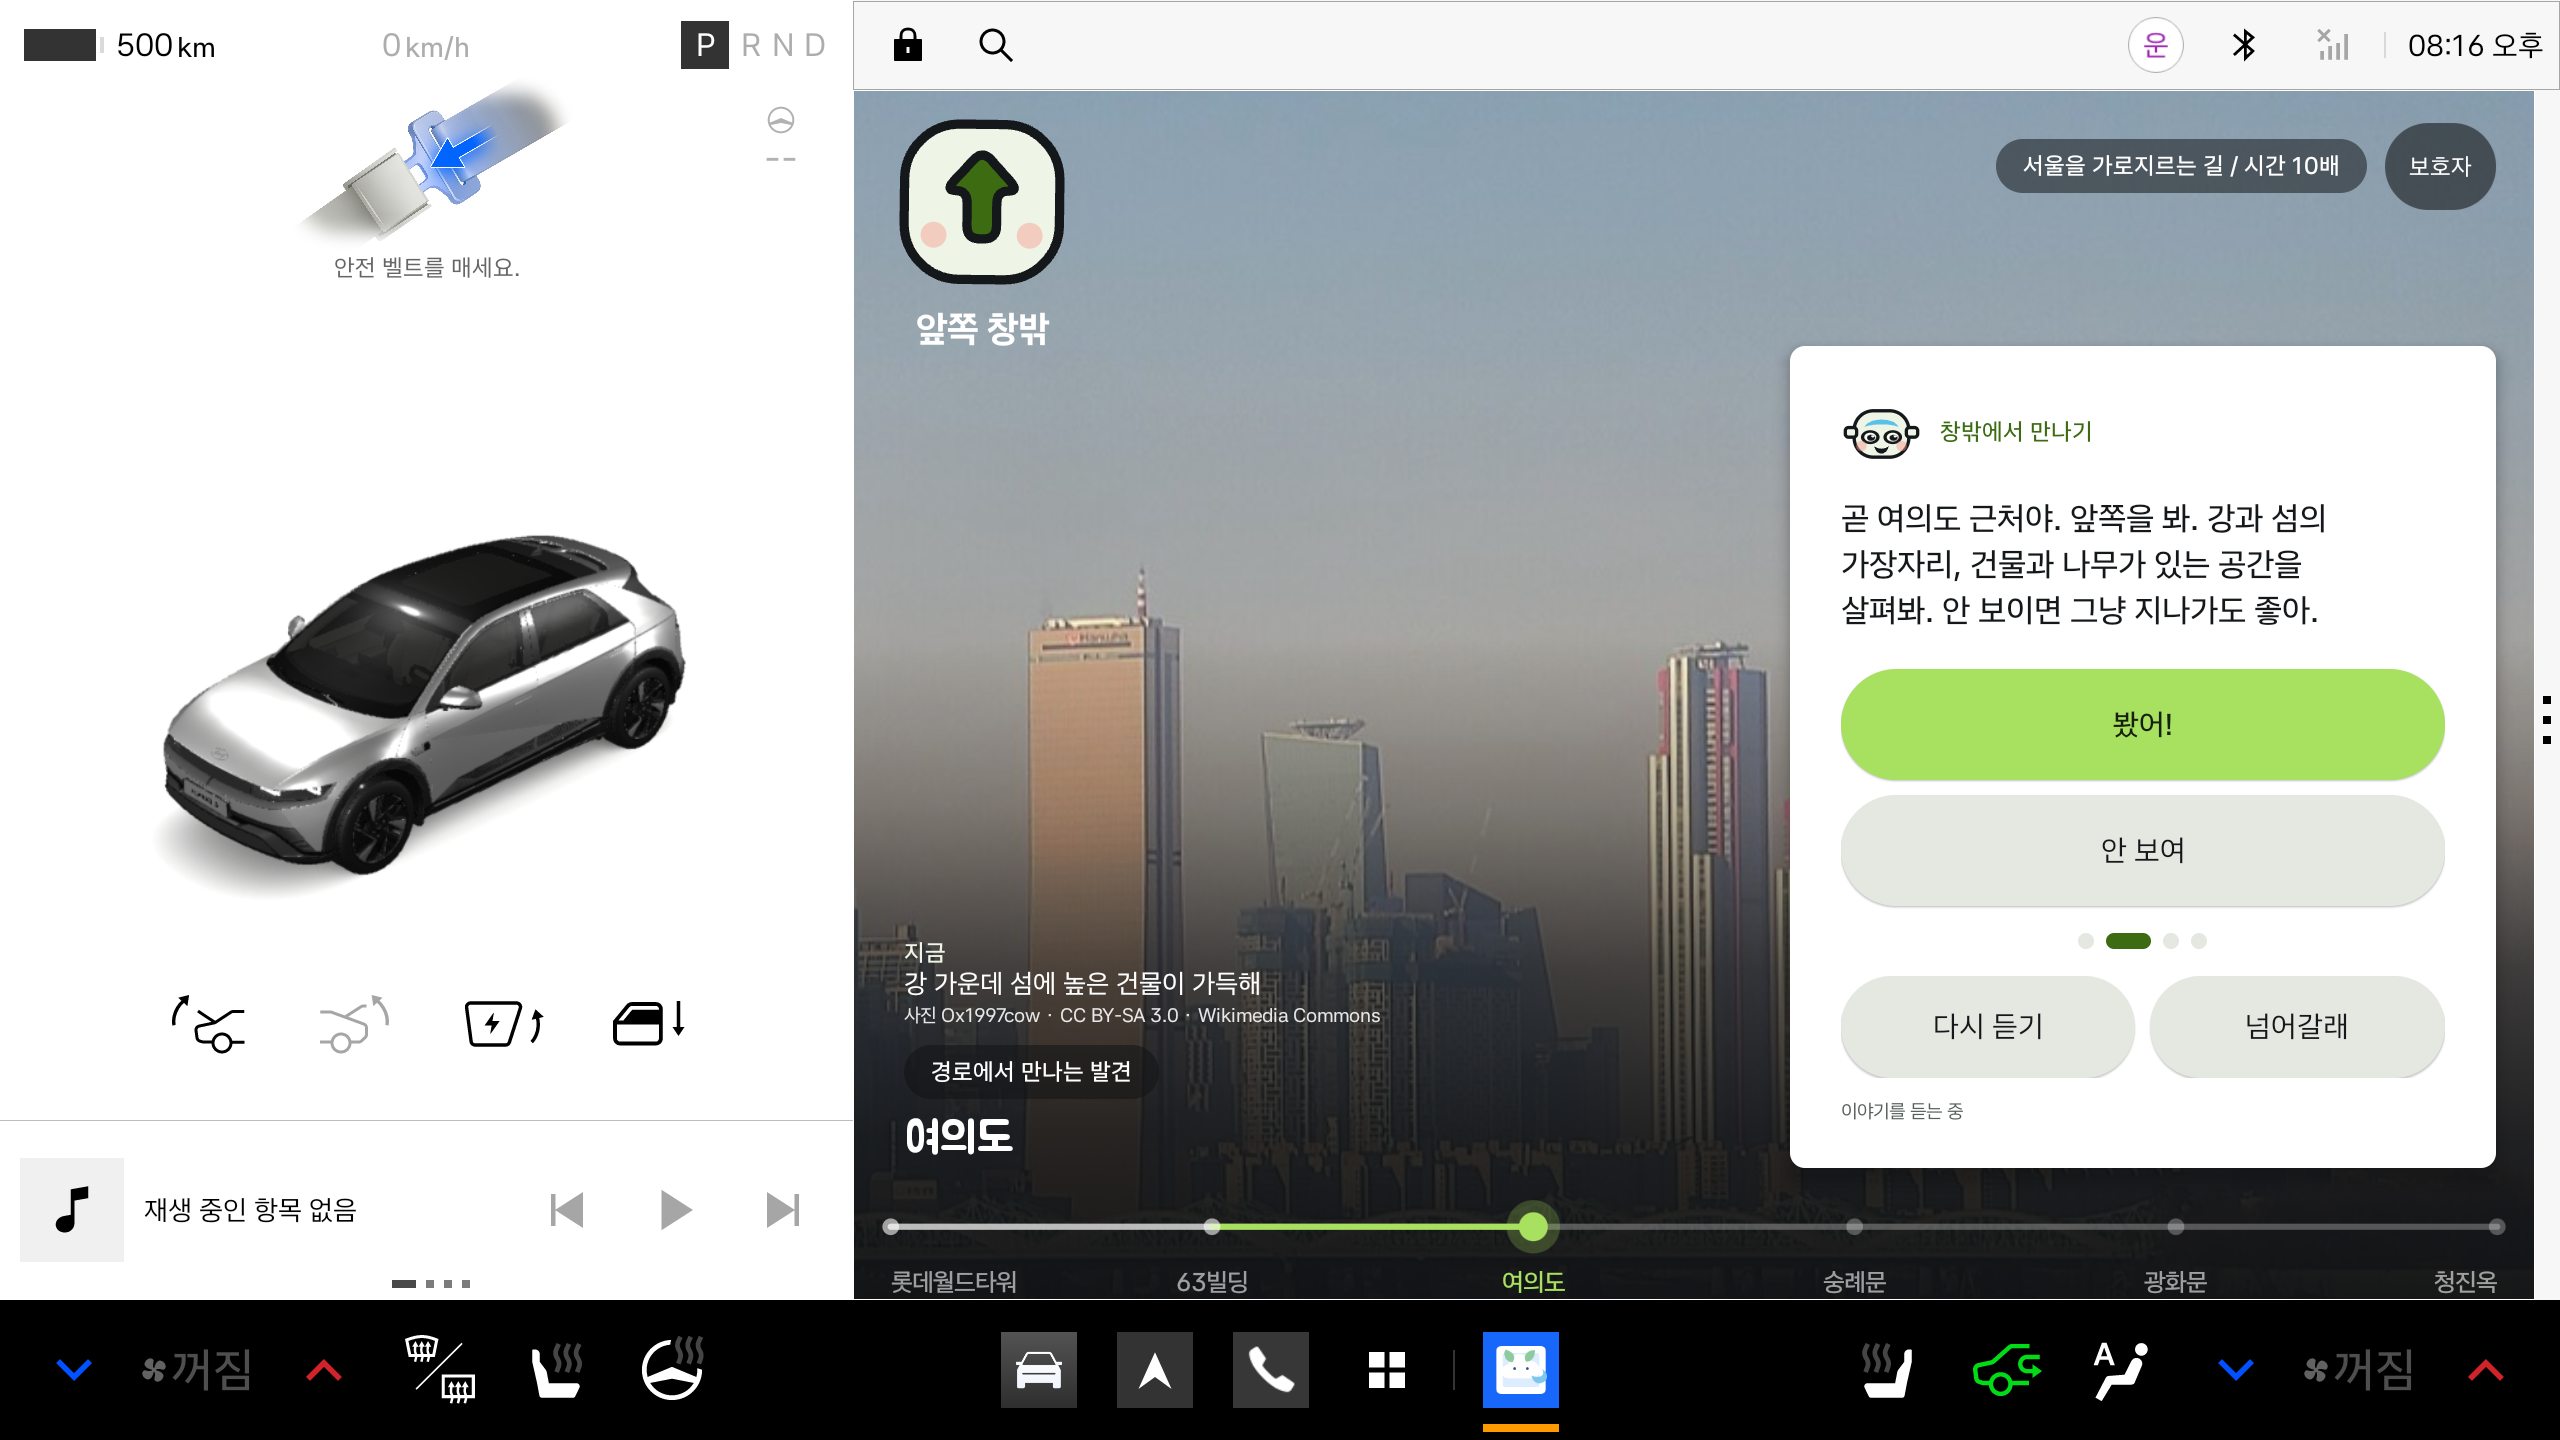 500 km
0 km/h
P R N D
운
08:16 오후
안전 벨트를 매세요.
앞쪽 창밖
서울을 가로지르는 길 / 시간 10배
보호자
Hanwha
창밖에서 만나기
곧 여의도 근처야. 앞쪽을 봐. 강과 섬의
가장자리, 건물과 나무가 있는 공간을
살펴봐. 안 보이면 그냥 지나가도 좋아.
봤어!
안 보여
다시 듣기
넘어갈래
이야기를 듣는 중
지금
강 가운데 섬에 높은 건물이 가득해
사진 Ox1997cow · CC BY-SA 3.0 · Wikimedia Commons
경로에서 만나는 발견
여의도
롯데월드타워
63빌딩
여의도
숭례문
광화문
청진옥
재생 중인 항목 없음
꺼짐
A
꺼짐